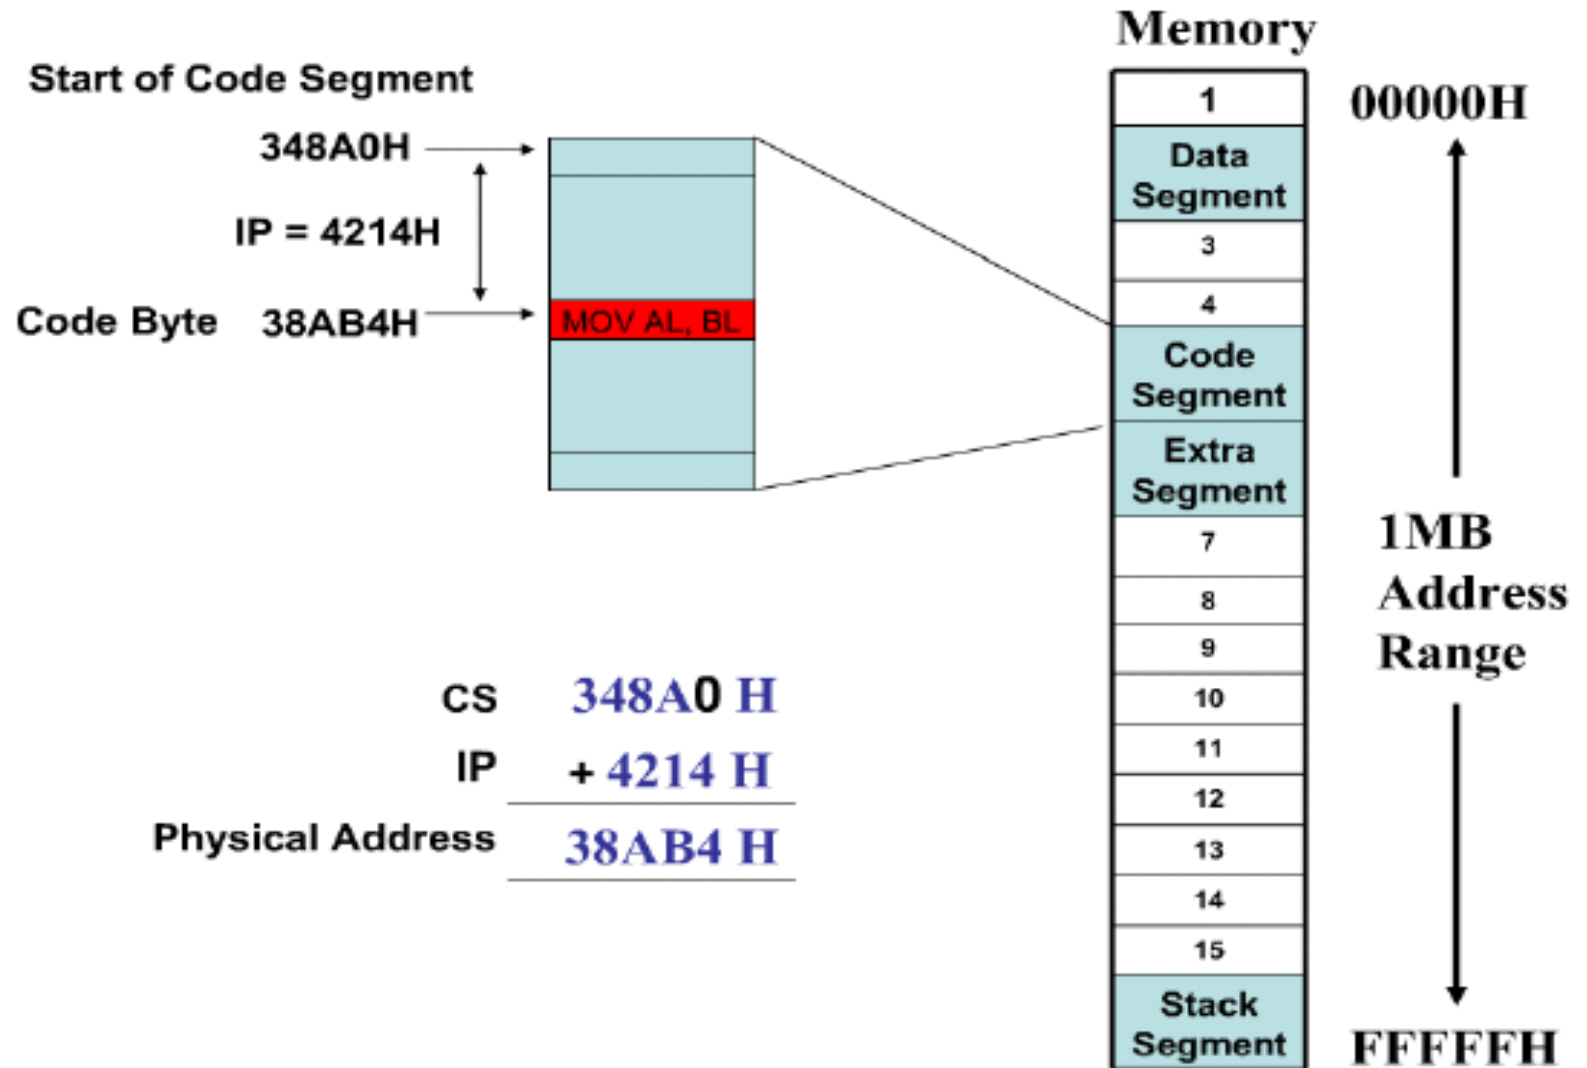 Memory
Start of Code Segment
348A0H
IP = 4214H
Code Byte 38AB4H
MOV AL, BL
CS 348A0 H
IP + 4214 H
Physical Address 38AB4 H
1
Data
Segment
3
4
Code
Segment
Extra
Segment
7
8
9
10
11
12
13
14
15
Stack
Segment
00000H
1MB
Address
Range
FFFFFH